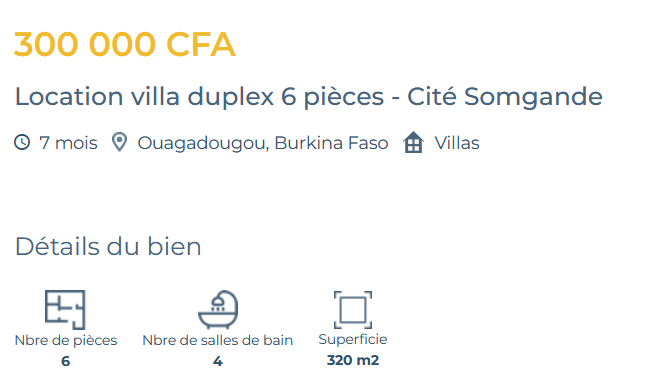 300 000 CFA
Location villa duplex 6 pièces - Cité Somgande
7 mois Ouagadougou, Burkina Faso Villas
Détails du bien
Nbre de pièces Nbre de salles de bain Superficie
6 4 320 m2